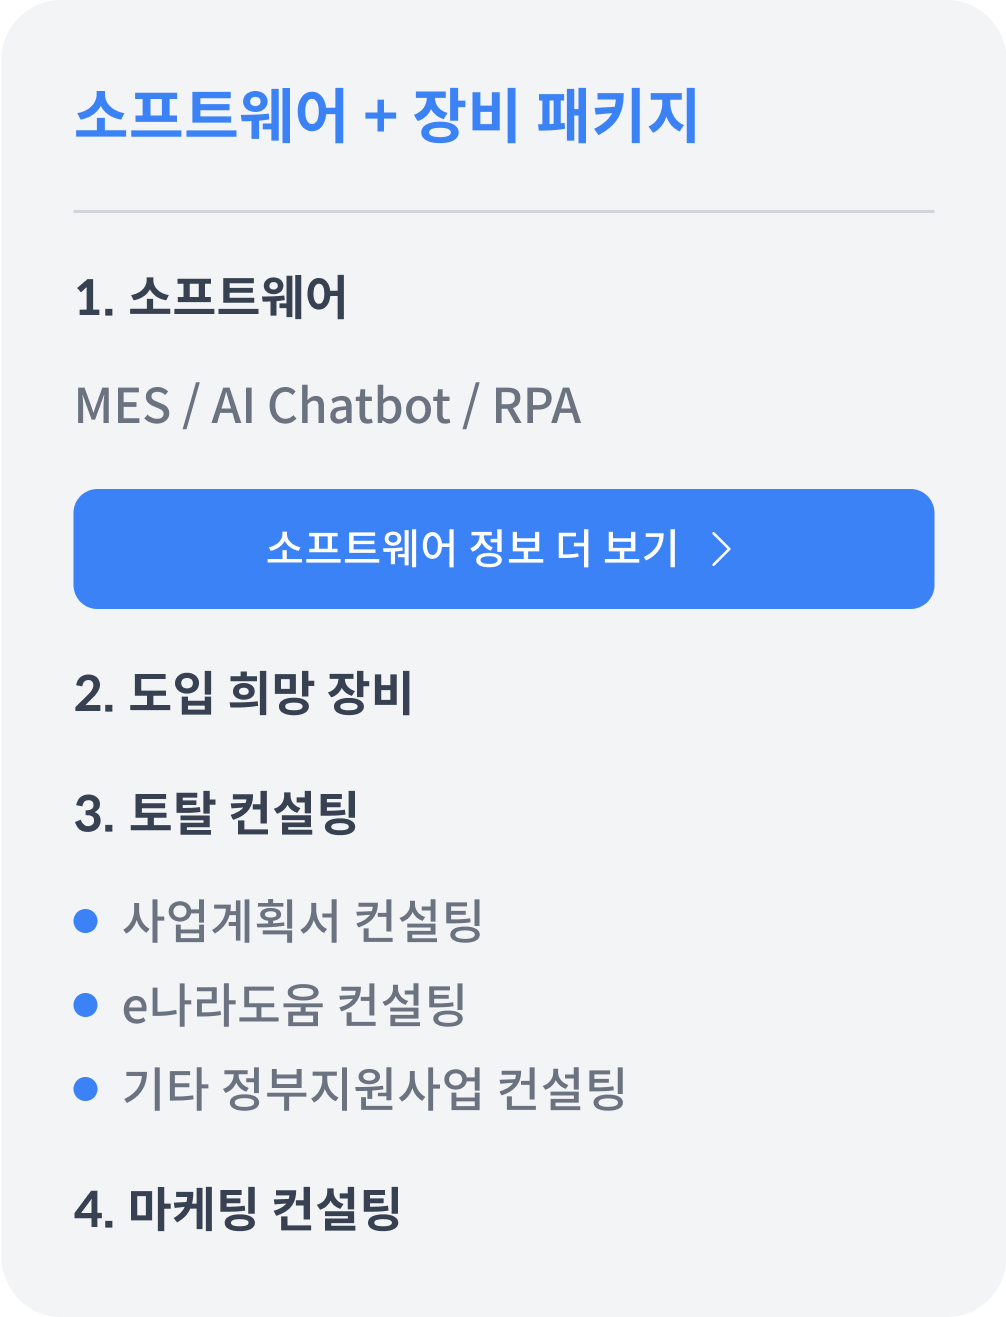 소프트웨어 + 장비 패키지
1. 소프트웨어
MES / AI Chatbot / RPA
소프트웨어 정보 더 보기
2. 도입 희망 장비
3. 토탈 컨설팅
사업계획서 컨설팅
e나라도움 컨설팅
기타 정부지원사업 컨설팅
4. 마케팅 컨설팅